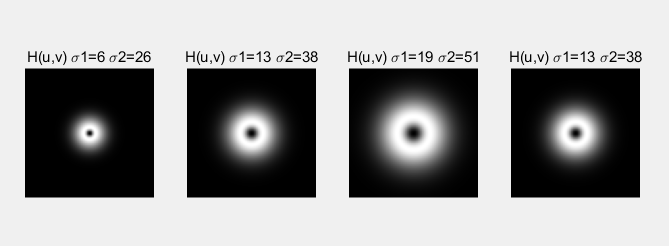 H(u,v) σ1=6 σ2=26
H(u,v) σ1=13 σ2=38
H(u,v) σ1=19 σ2=51
H(u,v) σ1=13 σ2=38